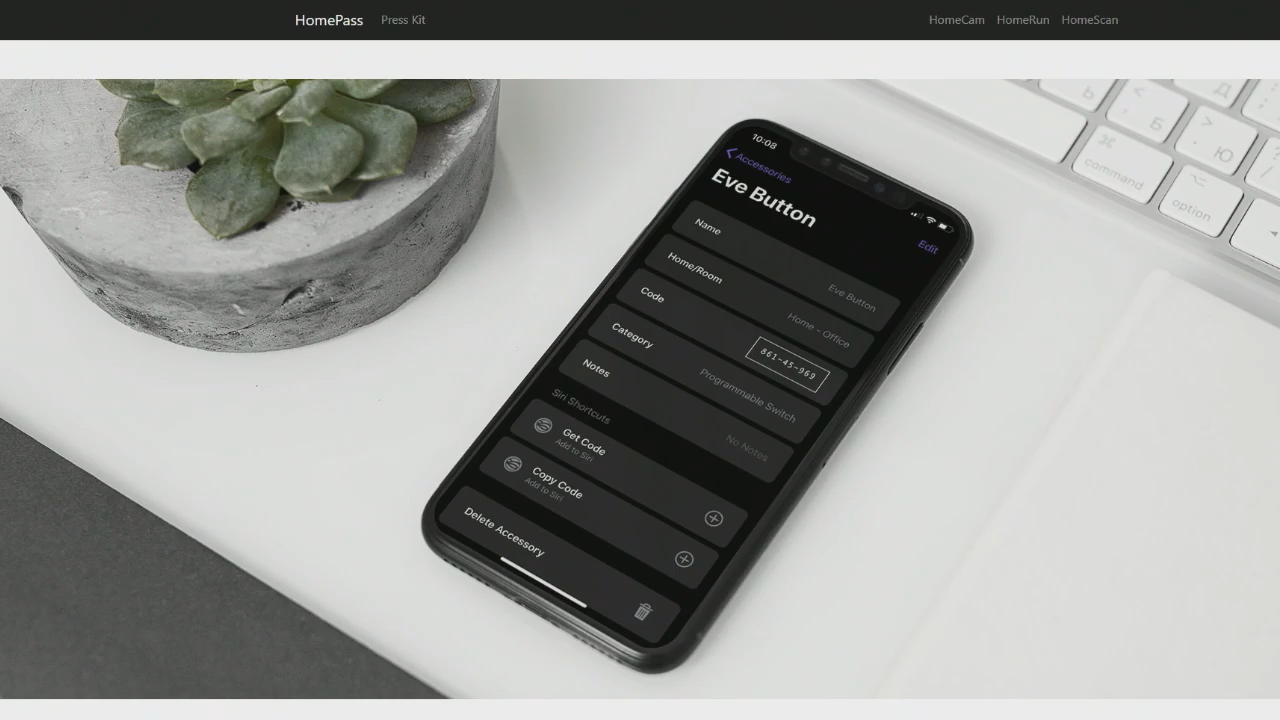 HomePass Press Kit HomeCam HomeRun HomeScan
10:08
Accessories
Edit
Eve Button
Name Eve Button
Home/Room Home - Office
Code 861-45-969
Category Programmable Switch
Notes No Notes
Siri Shortcuts
Get Code
Add to Siri
Copy Code
Add to Siri
Delete Accessory
Ь
<
Б
>
Ю
Д
command
option